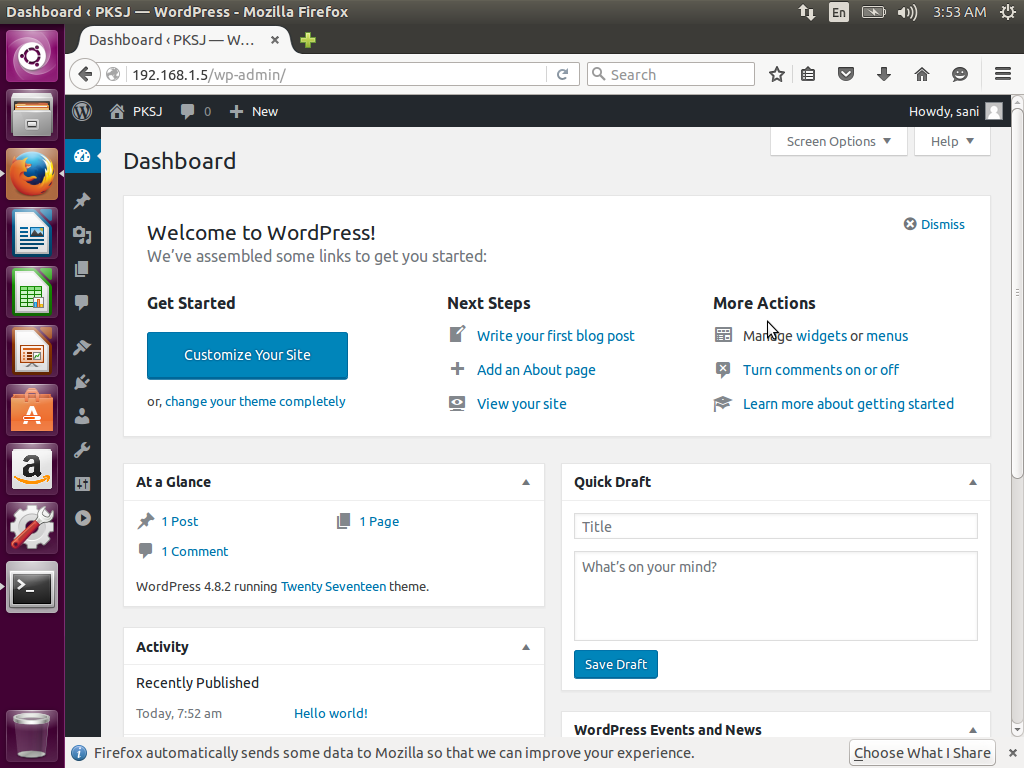 Dashboard ‹ PKSJ — WordPress - Mozilla Firefox
En
3:53 AM
Dashboard ‹ PKSJ — W...
192.168.1.5/wp-admin/
Search
PKSJ
0
New
Howdy, sani
Screen Options
Help
Dashboard
Welcome to WordPress!
Dismiss
We've assembled some links to get you started:
Get Started
Customize Your Site
or, change your theme completely
Next Steps
Write your first blog post
Add an About page
View your site
More Actions
Manage widgets or menus
Turn comments on or off
Learn more about getting started
At a Glance
1 Post
1 Page
1 Comment
WordPress 4.8.2 running Twenty Seventeen theme.
Activity
Recently Published
Today, 7:52 am
Hello world!
Quick Draft
Title
What's on your mind?
Save Draft
WordPress Events and News
Firefox automatically sends some data to Mozilla so that we can improve your experience.
Choose What I Share